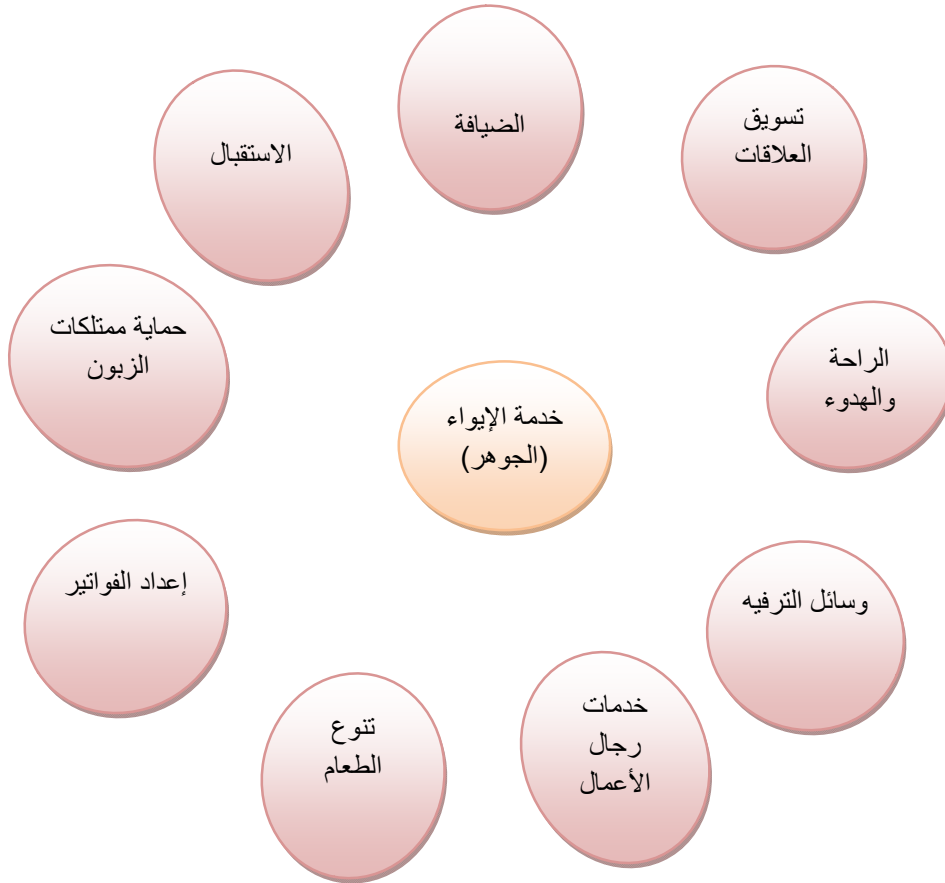 الضيافة
تسويق
العلاقات
الاستقبال
حماية ممتلكات
الزبون
الراحة
والهدوء
خدمة الإيواء
(الجوهر)
إعداد الفواتير
وسائل الترفيه
خدمات
رجال
الأعمال
تنوع
الطعام